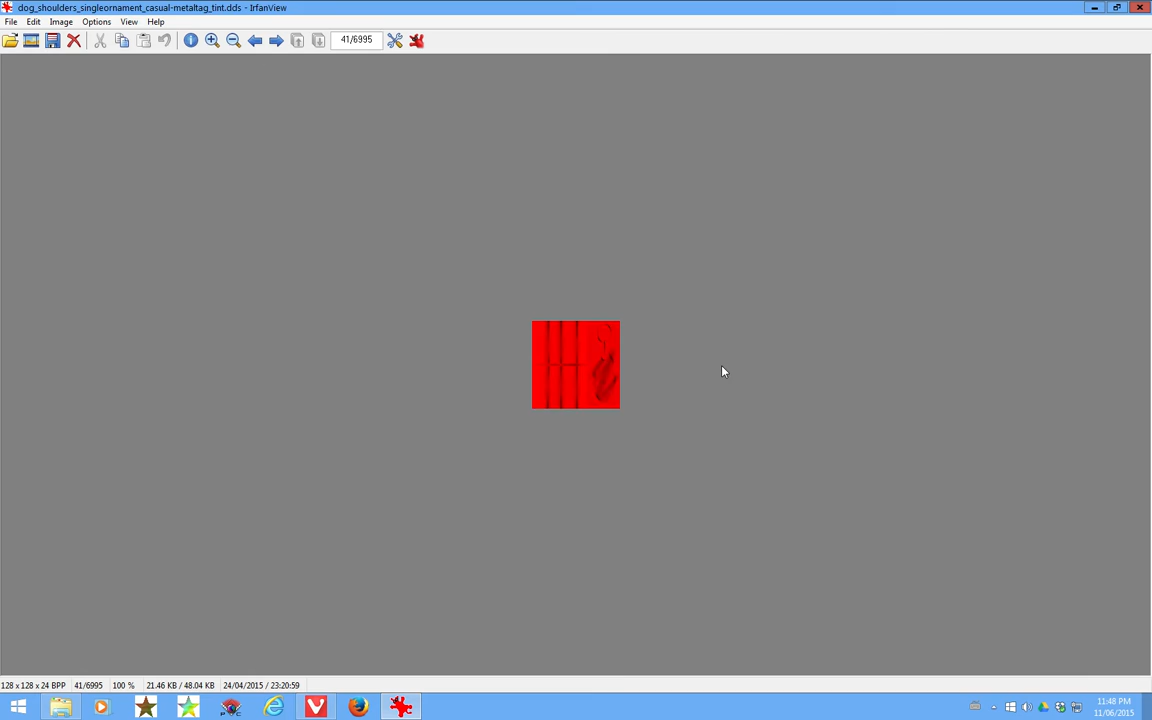 dog_shoulders_singleornament_casual-metaltag_tint.dds - IrfanView
File Edit Image Options View Help
41/6995
128 x 128 x 24 BPP 41/6995 100 % 21.46 KB / 48.04 KB 24/04/2015 / 23:20:59
11:48 PM
11/06/2015